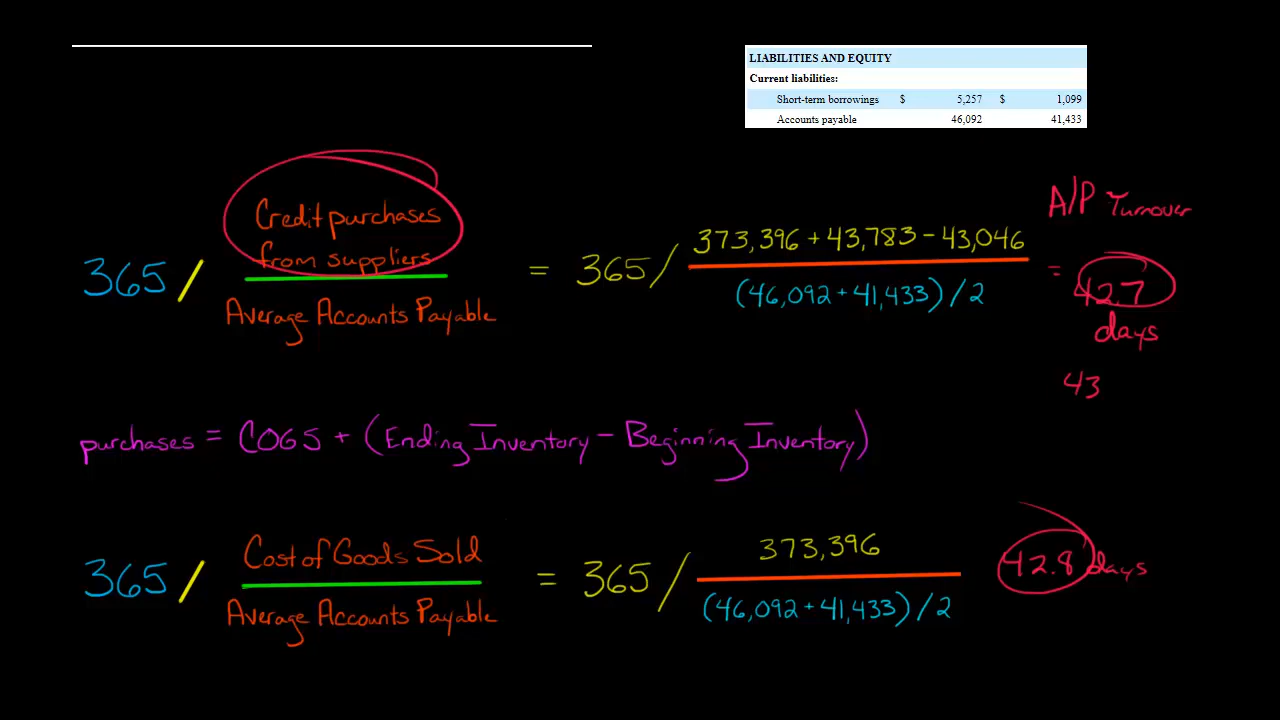 LIABILITIES AND EQUITY
Current liabilities:
Short-term borrowings $ 5,257 $ 1,099
Accounts payable 46,092 41,433
A/P Turnover
365 / Credit purchases
from suppliers
Average Accounts Payable
= 365 / 373,396 + 43,783 - 43,046
(46,092 + 41,433) / 2
= 42.7
days
43
purchases = COGS + (Ending Inventory - Beginning Inventory)
365 / Cost of Goods Sold
Average Accounts Payable
= 365 / 373,396
(46,092 + 41,433) / 2
42.8 days